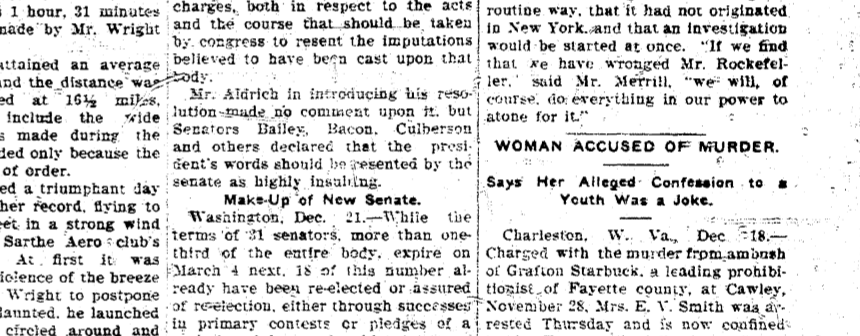 1 hour, 31 minutes
made by Mr. Wright
attained an average
and the distance was
ed at 16½ miles,
include the wide
s made during the
ded only because the
of order.
ed a triumphant day
her record, flying to
eet in a strong wind
Sarthe Aero club's
At first it was
iolence of the breeze
Wright to postpone
daunted, he launched
circled around and
charges, both in respect to the acts
and the course that should be taken
by congress to resent the imputations
believed to have been cast upon that
body.
Mr. Aldrich in introducing his reso-
lution made no comment upon it, but
Senators Bailey, Bacon, Culberson
and others declared that the presi-
dent's words should be resented by the
senate as highly insulting.
Make-Up of New Senate.
Washington, Dec. 21.—While the
terms of 31 senators, more than one-
third of the entire body, expire on
March 4 next, 18 of this number al-
ready have been re-elected or assured
of re-election, either through successes
in primary contests or pledges of a
routine way, that it had not originated
in New York, and that an investigation
would be started at once. "If we find
that we have wronged Mr. Rockefel-
ler," said Mr. Merrill, "we will, of
course, do everything in our power to
atone for it."
WOMAN ACCUSED OF MURDER.
Says Her Alleged Confession to a
Youth Was a Joke.
Charleston, W. Va., Dec. 18.—
Charged with the murder from ambush
of Grafton Starbuck, a leading prohibi-
tionist of Fayette county, at Cawley,
November 28, Mrs. E. V. Smith was ar-
rested Thursday and is now confined